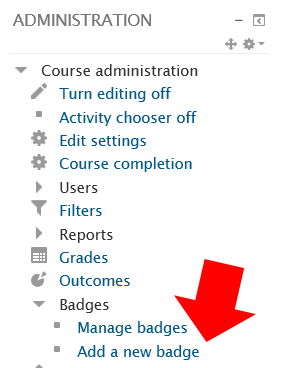 ADMINISTRATION
Course administration
Turn editing off
Activity chooser off
Edit settings
Course completion
Users
Filters
Reports
Grades
Outcomes
Badges
Manage badges
Add a new badge